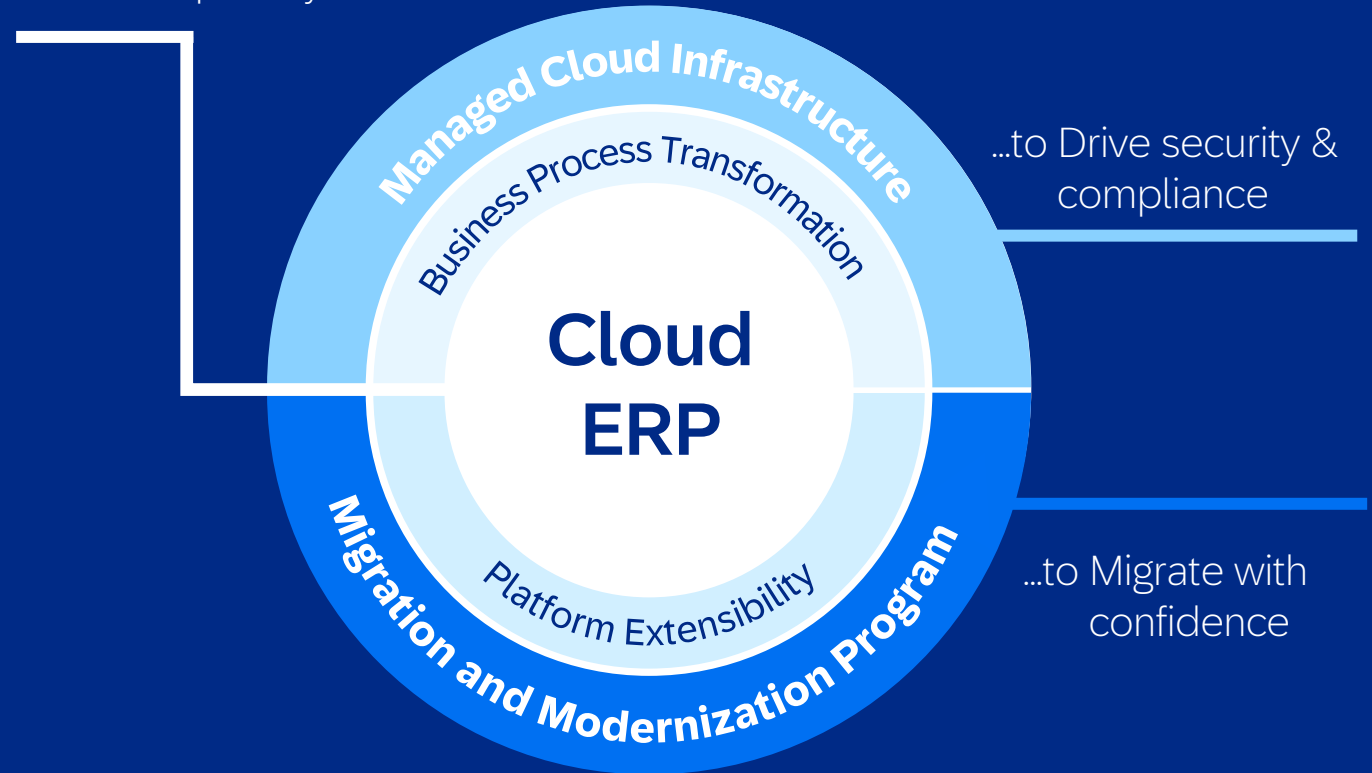 Managed Cloud Infrastructure
Business Process Transformation
...to Drive security &
compliance
Cloud
ERP
Platform Extensibility
Migration and Modernization Program
...to Migrate with
confidence